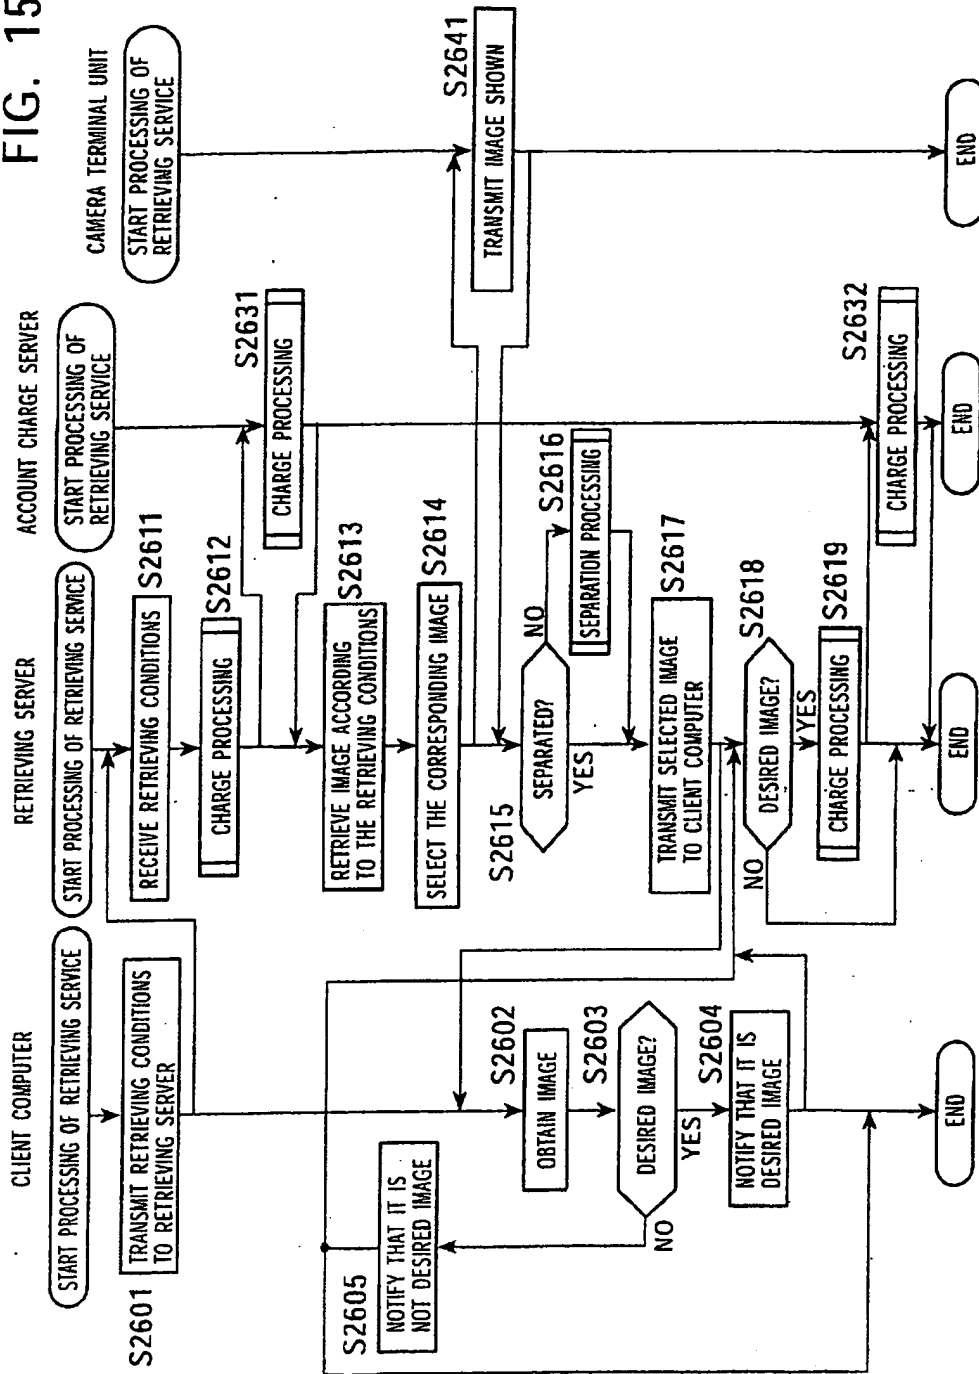 FIG. 15
CLIENT COMPUTER
START PROCESSING OF RETRIEVING SERVICE
S2601
TRANSMIT RETRIEVING CONDITIONS
TO RETRIEVING SERVER
S2602
OBTAIN IMAGE
S2603
DESIRED IMAGE?
YES
NO
S2604
NOTIFY THAT IT IS
DESIRED IMAGE
S2605
NOTIFY THAT IT IS
NOT DESIRED IMAGE
END
RETRIEVING SERVER
START PROCESSING OF RETRIEVING SERVICE
S2611
RECEIVE RETRIEVING CONDITIONS
S2612
CHARGE PROCESSING
S2613
RETRIEVE IMAGE ACCORDING
TO THE RETRIEVING CONDITIONS
S2614
SELECT THE CORRESPONDING IMAGE
S2615
SEPARATED?
NO
YES
S2616
SEPARATION PROCESSING
S2617
TRANSMIT SELECTED IMAGE
TO CLIENT COMPUTER
S2618
DESIRED IMAGE?
NO
YES
S2619
CHARGE PROCESSING
END
ACCOUNT CHARGE SERVER
START PROCESSING OF
RETRIEVING SERVICE
S2631
CHARGE PROCESSING
S2632
CHARGE PROCESSING
END
CAMERA TERMINAL UNIT
START PROCESSING OF
RETRIEVING SERVICE
S2641
TRANSMIT IMAGE SHOWN
END